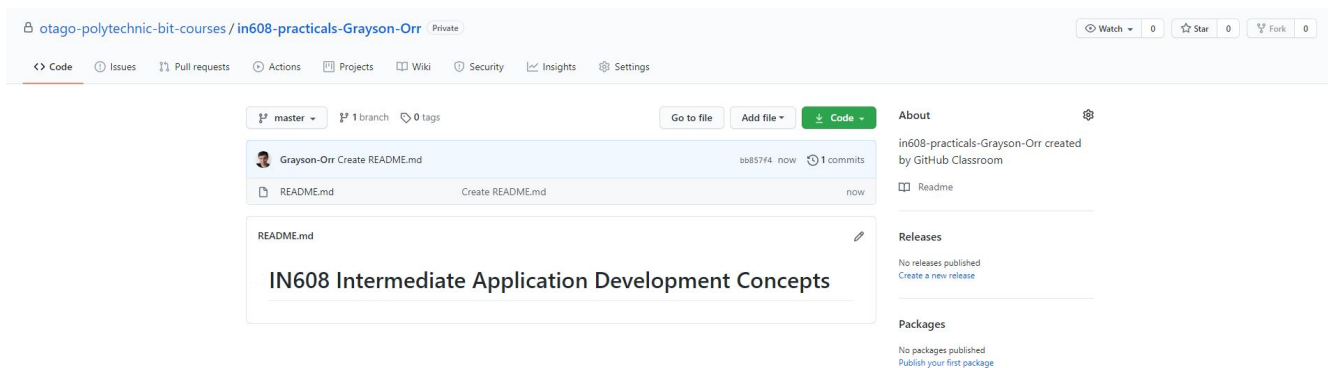 otago-polytechnic-bit-courses / in608-practicals-Grayson-Orr Private
Watch 0 Star 0 Fork 0
<> Code Issues Pull requests Actions Projects Wiki Security Insights Settings
master 1 branch 0 tags Go to file Add file Code
Grayson-Orr Create README.md bb857f4 now 1 commits
README.md Create README.md now
README.md
IN608 Intermediate Application Development Concepts
About
in608-practicals-Grayson-Orr created
by GitHub Classroom
Readme
Releases
No releases published
Create a new release
Packages
No packages published
Publish your first package